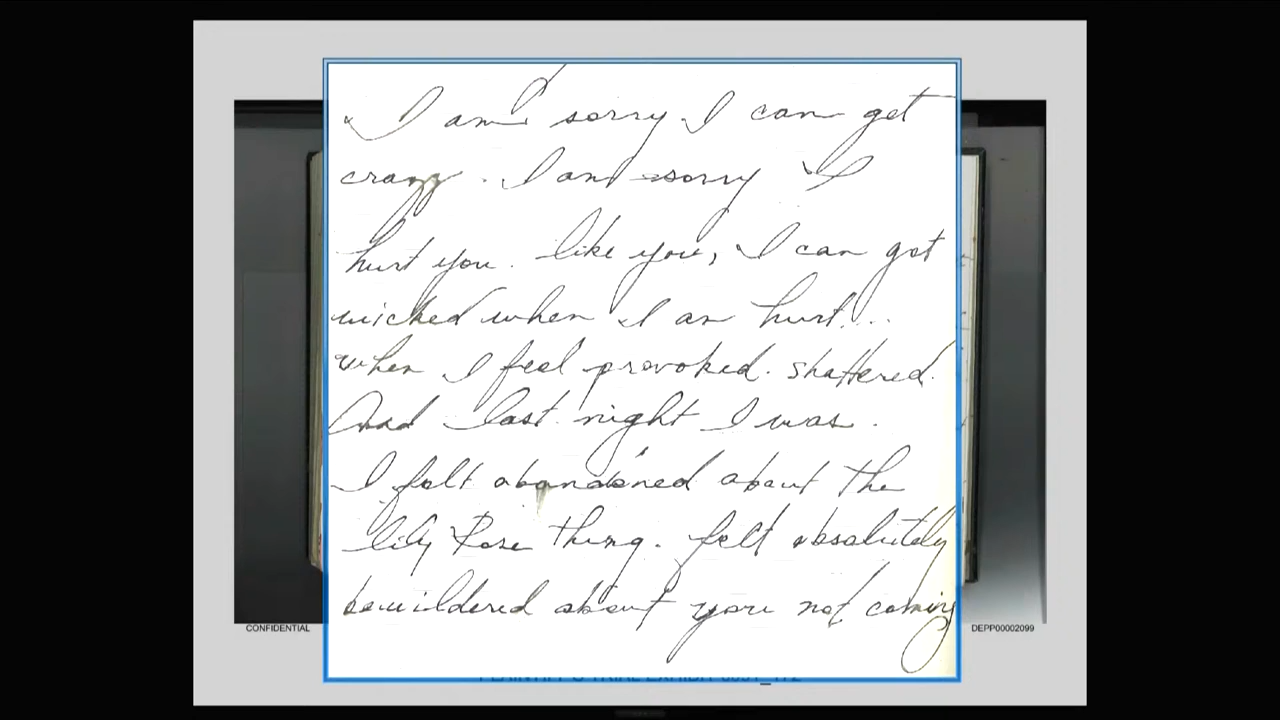 I am sorry I can get
crazy. I am sorry I
hurt you. like you, I can get
wicked when I am hurt...
when I feel provoked. shattered.
And last night I was.
I felt abandoned about the
lily Rose thing. felt absolutely
bewildered about you not coming
CONFIDENTIAL
DEPP00002099